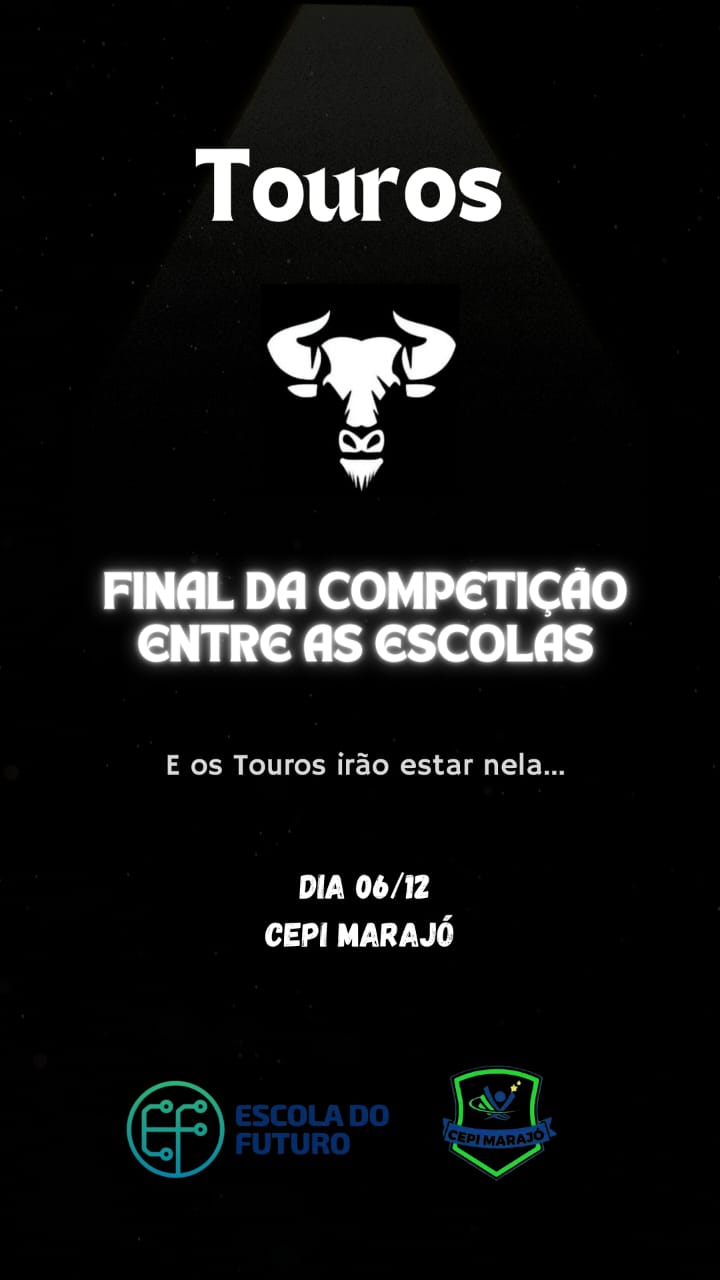 Touros
FINAL DA COMPETIÇÃO
ENTRE AS ESCOLAS
E os Touros irão estar nela...
DIA 06/12
CEPI MARAJÓ
ESCOLA DO
FUTURO
CEPI MARAJÓ